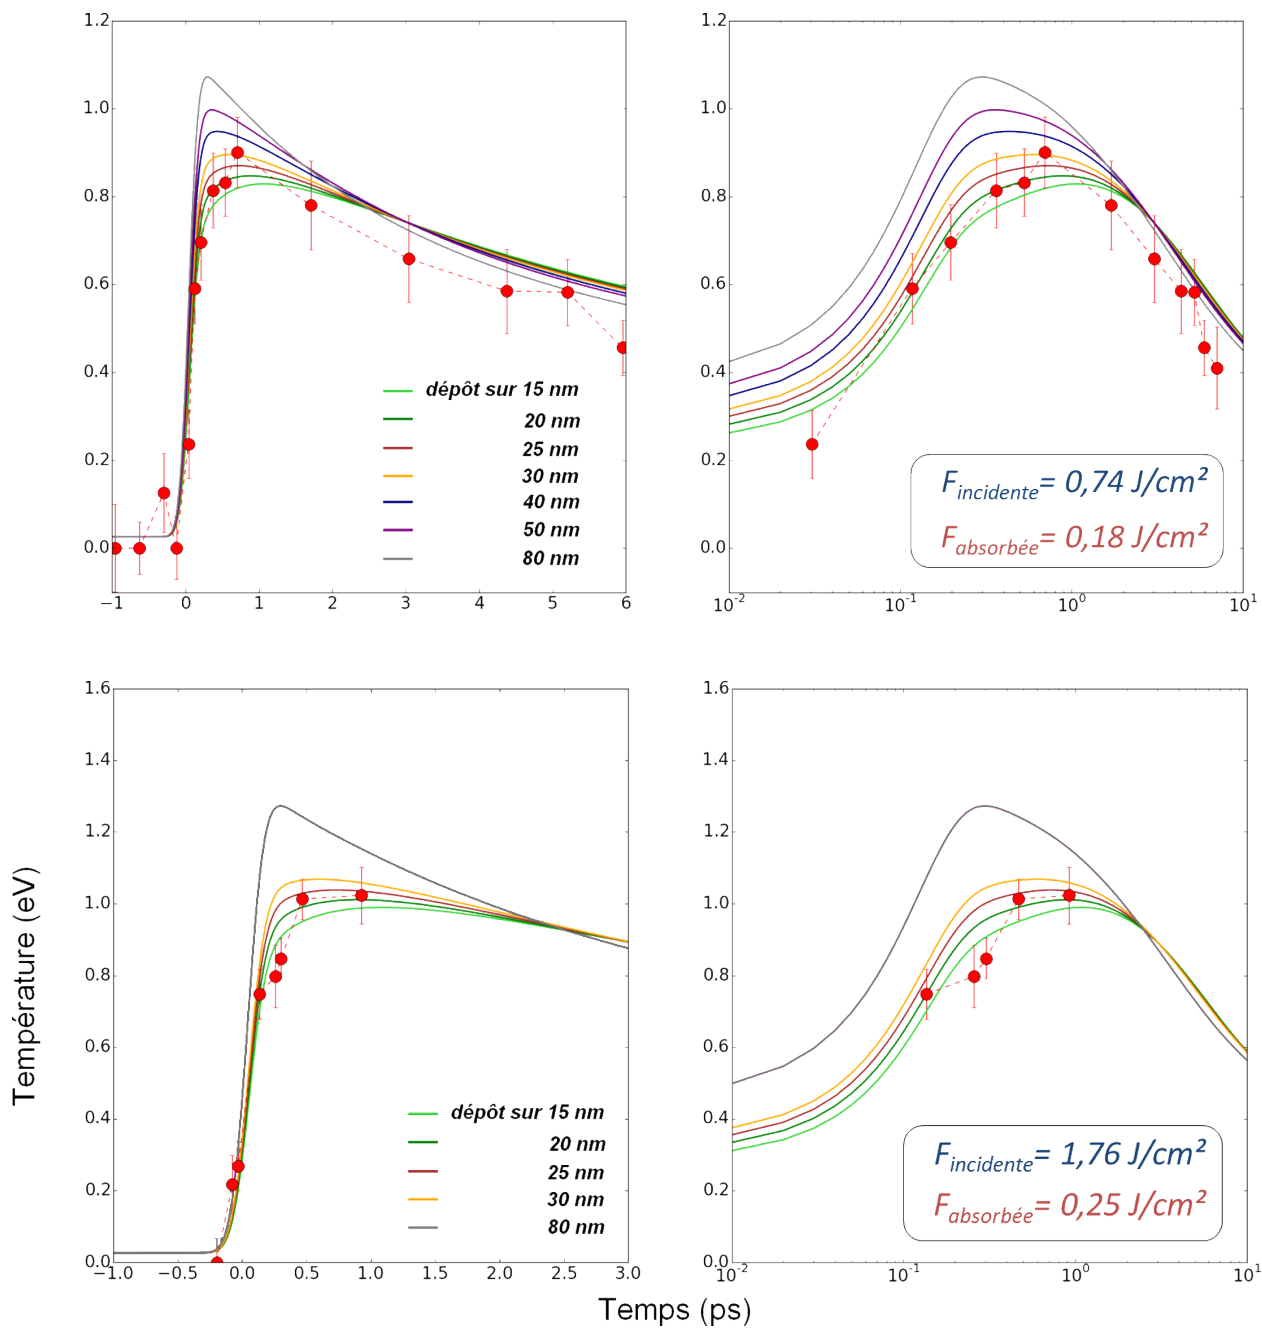 1.2
1.0
0.8
0.6
0.4
0.2
0.0
−1 0 1 2 3 4 5 6
dépôt sur 15 nm
20 nm
25 nm
30 nm
40 nm
50 nm
80 nm
1.2
1.0
0.8
0.6
0.4
0.2
0.0
10⁻² 10⁻¹ 10⁰ 10¹
Fincidente= 0,74 J/cm²
Fabsorbée= 0,18 J/cm²
1.6
1.4
1.2
1.0
0.8
0.6
0.4
0.2
0.0
−1.0 −0.5 0.0 0.5 1.0 1.5 2.0 2.5 3.0
dépôt sur 15 nm
20 nm
25 nm
30 nm
80 nm
1.6
1.4
1.2
1.0
0.8
0.6
0.4
0.2
0.0
10⁻² 10⁻¹ 10⁰ 10¹
Fincidente= 1,76 J/cm²
Fabsorbée= 0,25 J/cm²
Température (eV)
Temps (ps)